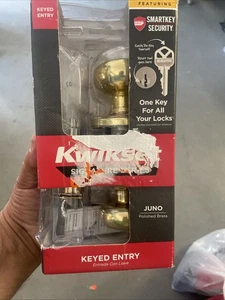 KEYED
ENTRY
FEATURING
SMARTKEY
SECURITY
One Key
For All
Your Locks
Kwikset
JUNO
Polished Brass
KEYED ENTRY
Entrada Con Llave